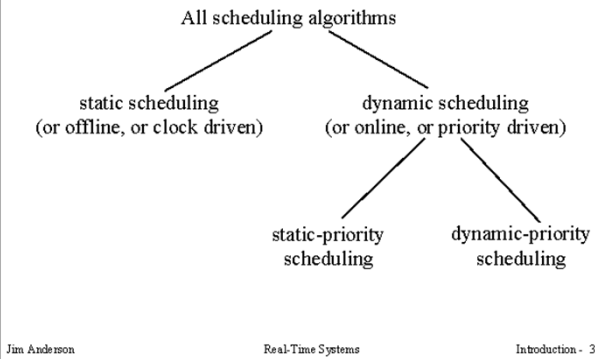 All scheduling algorithms
static scheduling
(or offline, or clock driven)
dynamic scheduling
(or online, or priority driven)
static-priority
scheduling
dynamic-priority
scheduling
Jim Anderson
Real-Time Systems
Introduction - 3